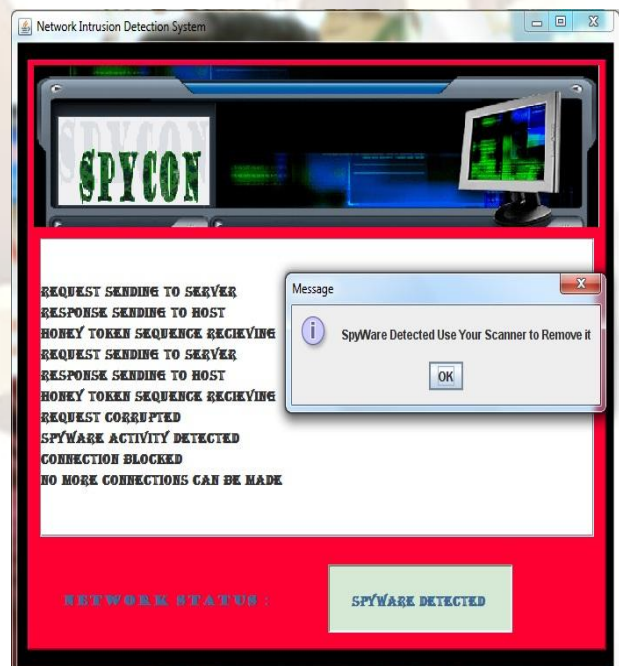 Network Intrusion Detection System
SPYCON
SPYCON
REQUEST SENDING TO SERVER
RESPONSE SENDING TO HOST
HONEY TOKEN SEQUENCE RECIEVING
REQUEST SENDING TO SERVER
RESPONSE SENDING TO HOST
HONEY TOKEN SEQUENCE RECIEVING
REQUEST CORRUPTED
SPYWARE ACTIVITY DETECTED
CONNECTION BLOCKED
NO MORE CONNECTIONS CAN BE MADE
Message
SpyWare Detected Use Your Scanner to Remove it
OK
NETWORK STATUS :
SPYWARE DETECTED